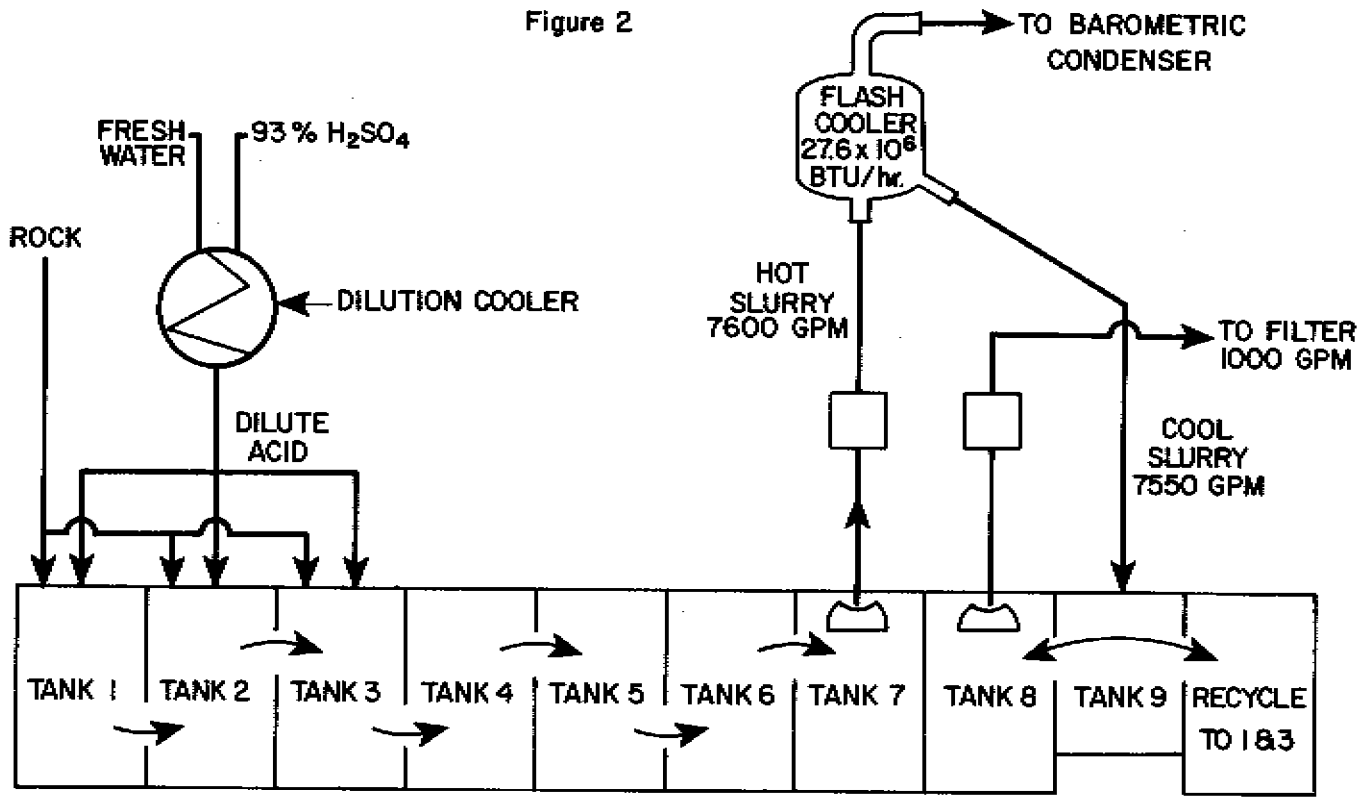 Figure 2
TO BAROMETRIC
CONDENSER
FLASH
COOLER
27.6 x 10⁶
BTU/hr.
FRESH
WATER
93% H₂SO₄
ROCK
DILUTION COOLER
HOT
SLURRY
7600 GPM
TO FILTER
1000 GPM
DILUTE
ACID
COOL
SLURRY
7550 GPM
TANK 1
TANK 2
TANK 3
TANK 4
TANK 5
TANK 6
TANK 7
TANK 8
TANK 9
RECYCLE
TO 1 & 3